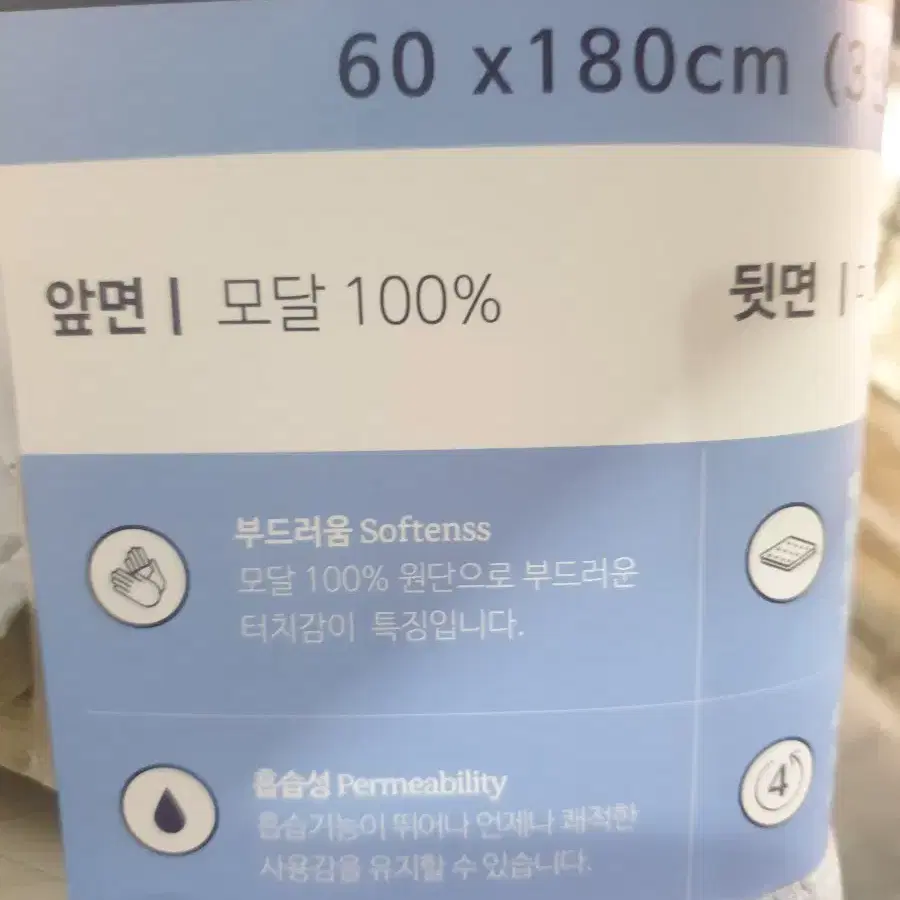 60 x180cm (3
앞면 | 모달 100%
뒷면 |
부드러움 Softenss
모달 100% 원단으로 부드러운
터치감이 특징입니다.
흡습성 Permeability
흡습기능이 뛰어나 언제나 쾌적한
사용감을 유지할 수 있습니다.
4